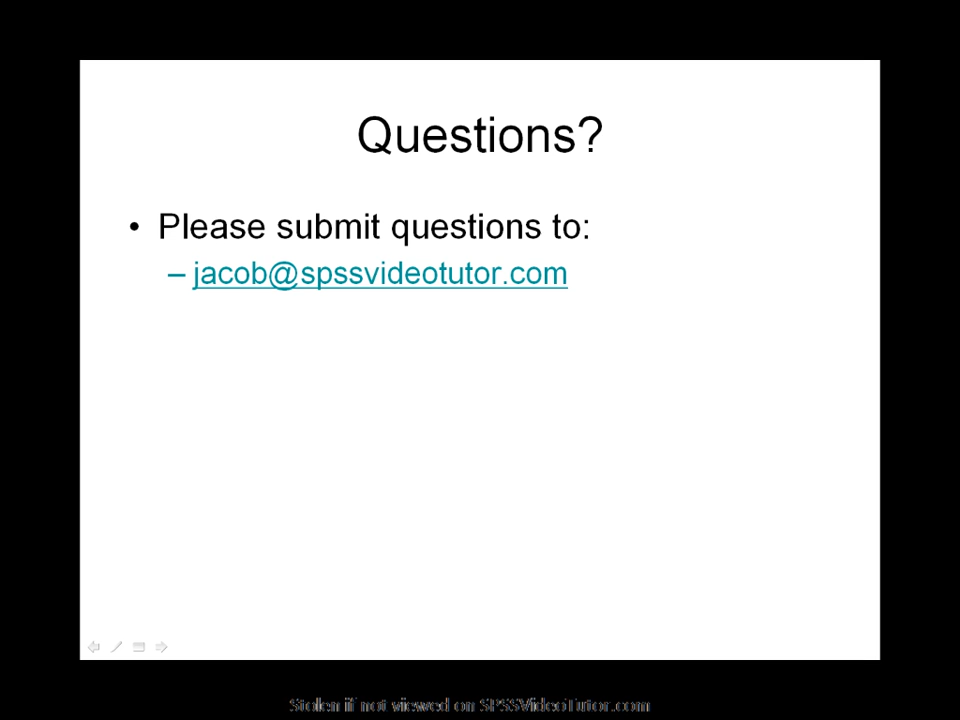 Questions?
• Please submit questions to:
– jacob@spssvideotutor.com
Stolen if not viewed on SPSSVideoTutor.com